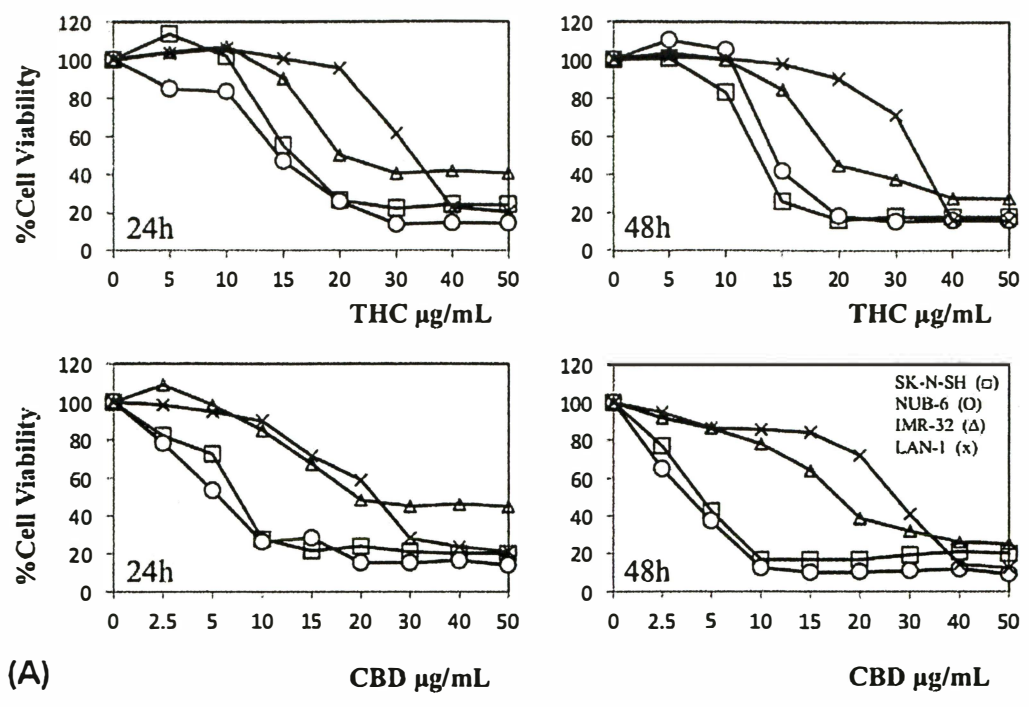 120
100
80
60
40
20
0
%Cell Viability
24h
0 5 10 15 20 30 40 50
THC µg/mL
120
100
80
60
40
20
0
48h
0 5 10 15 20 30 40 50
THC µg/mL
120
100
80
60
40
20
0
%Cell Viability
24h
0 2.5 5 10 15 20 30 40 50
CBD µg/mL
120
100
80
60
40
20
0
SK-N-SH (□)
NUB-6 (O)
IMR-32 (Δ)
LAN-1 (x)
48h
0 2.5 5 10 15 20 30 40 50
CBD µg/mL
(A)